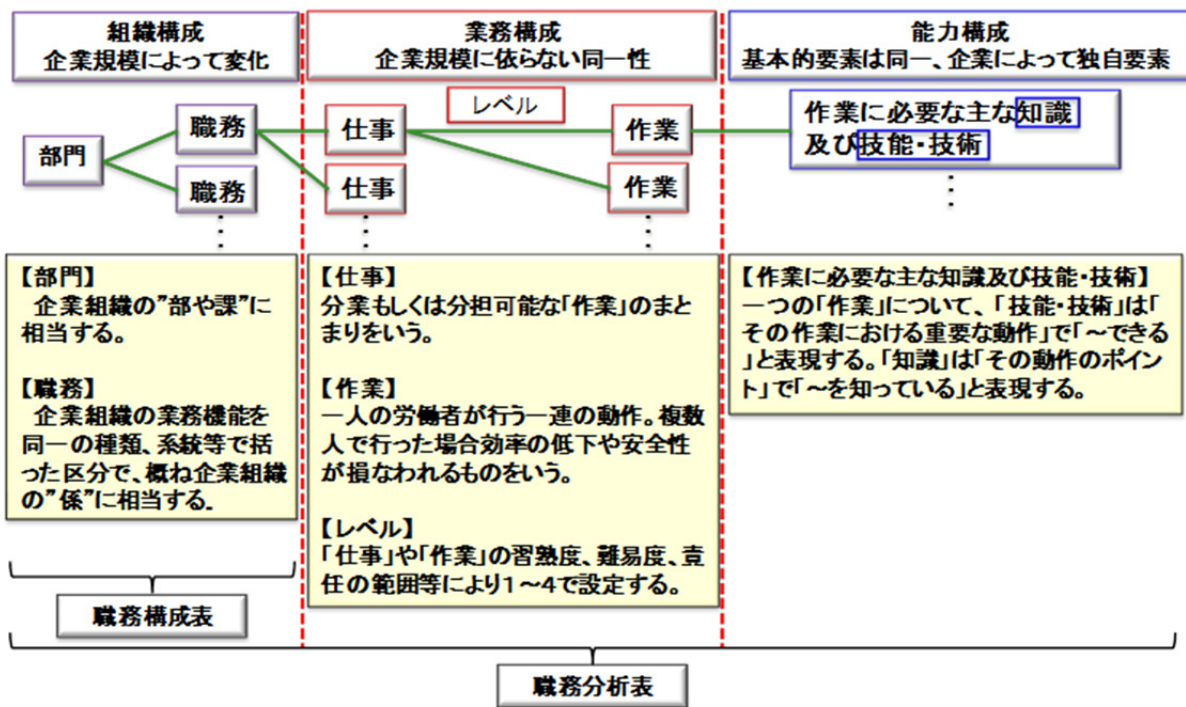 組織構成
企業規模によって変化
業務構成
企業規模に依らない同一性
能力構成
基本的要素は同一、企業によって独自要素
レベル
部門
職務
職務
仕事
仕事
作業
作業
作業に必要な主な知識
及び技能・技術
【部門】
企業組織の”部や課”に
相当する。
【職務】
企業組織の業務機能を
同一の種類、系統等で括
った区分で、概ね企業組織
の”係”に相当する.
【仕事】
分業もしくは分担可能な「作業」のまと
まりをいう。
【作業】
一人の労働者が行う一連の動作。複数
人で行った場合効率の低下や安全性
が損なわれるものをいう。
【レベル】
「仕事」や「作業」の習熟度、難易度、責
任の範囲等により1~4で設定する。
【作業に必要な主な知識及び技能・技術】
一つの「作業」について、「技能・技術」は「
その作業における重要な動作」で「~できる
」と表現する。「知識」は「その動作のポイン
ト」で「~を知っている」と表現する。
職務構成表
職務分析表